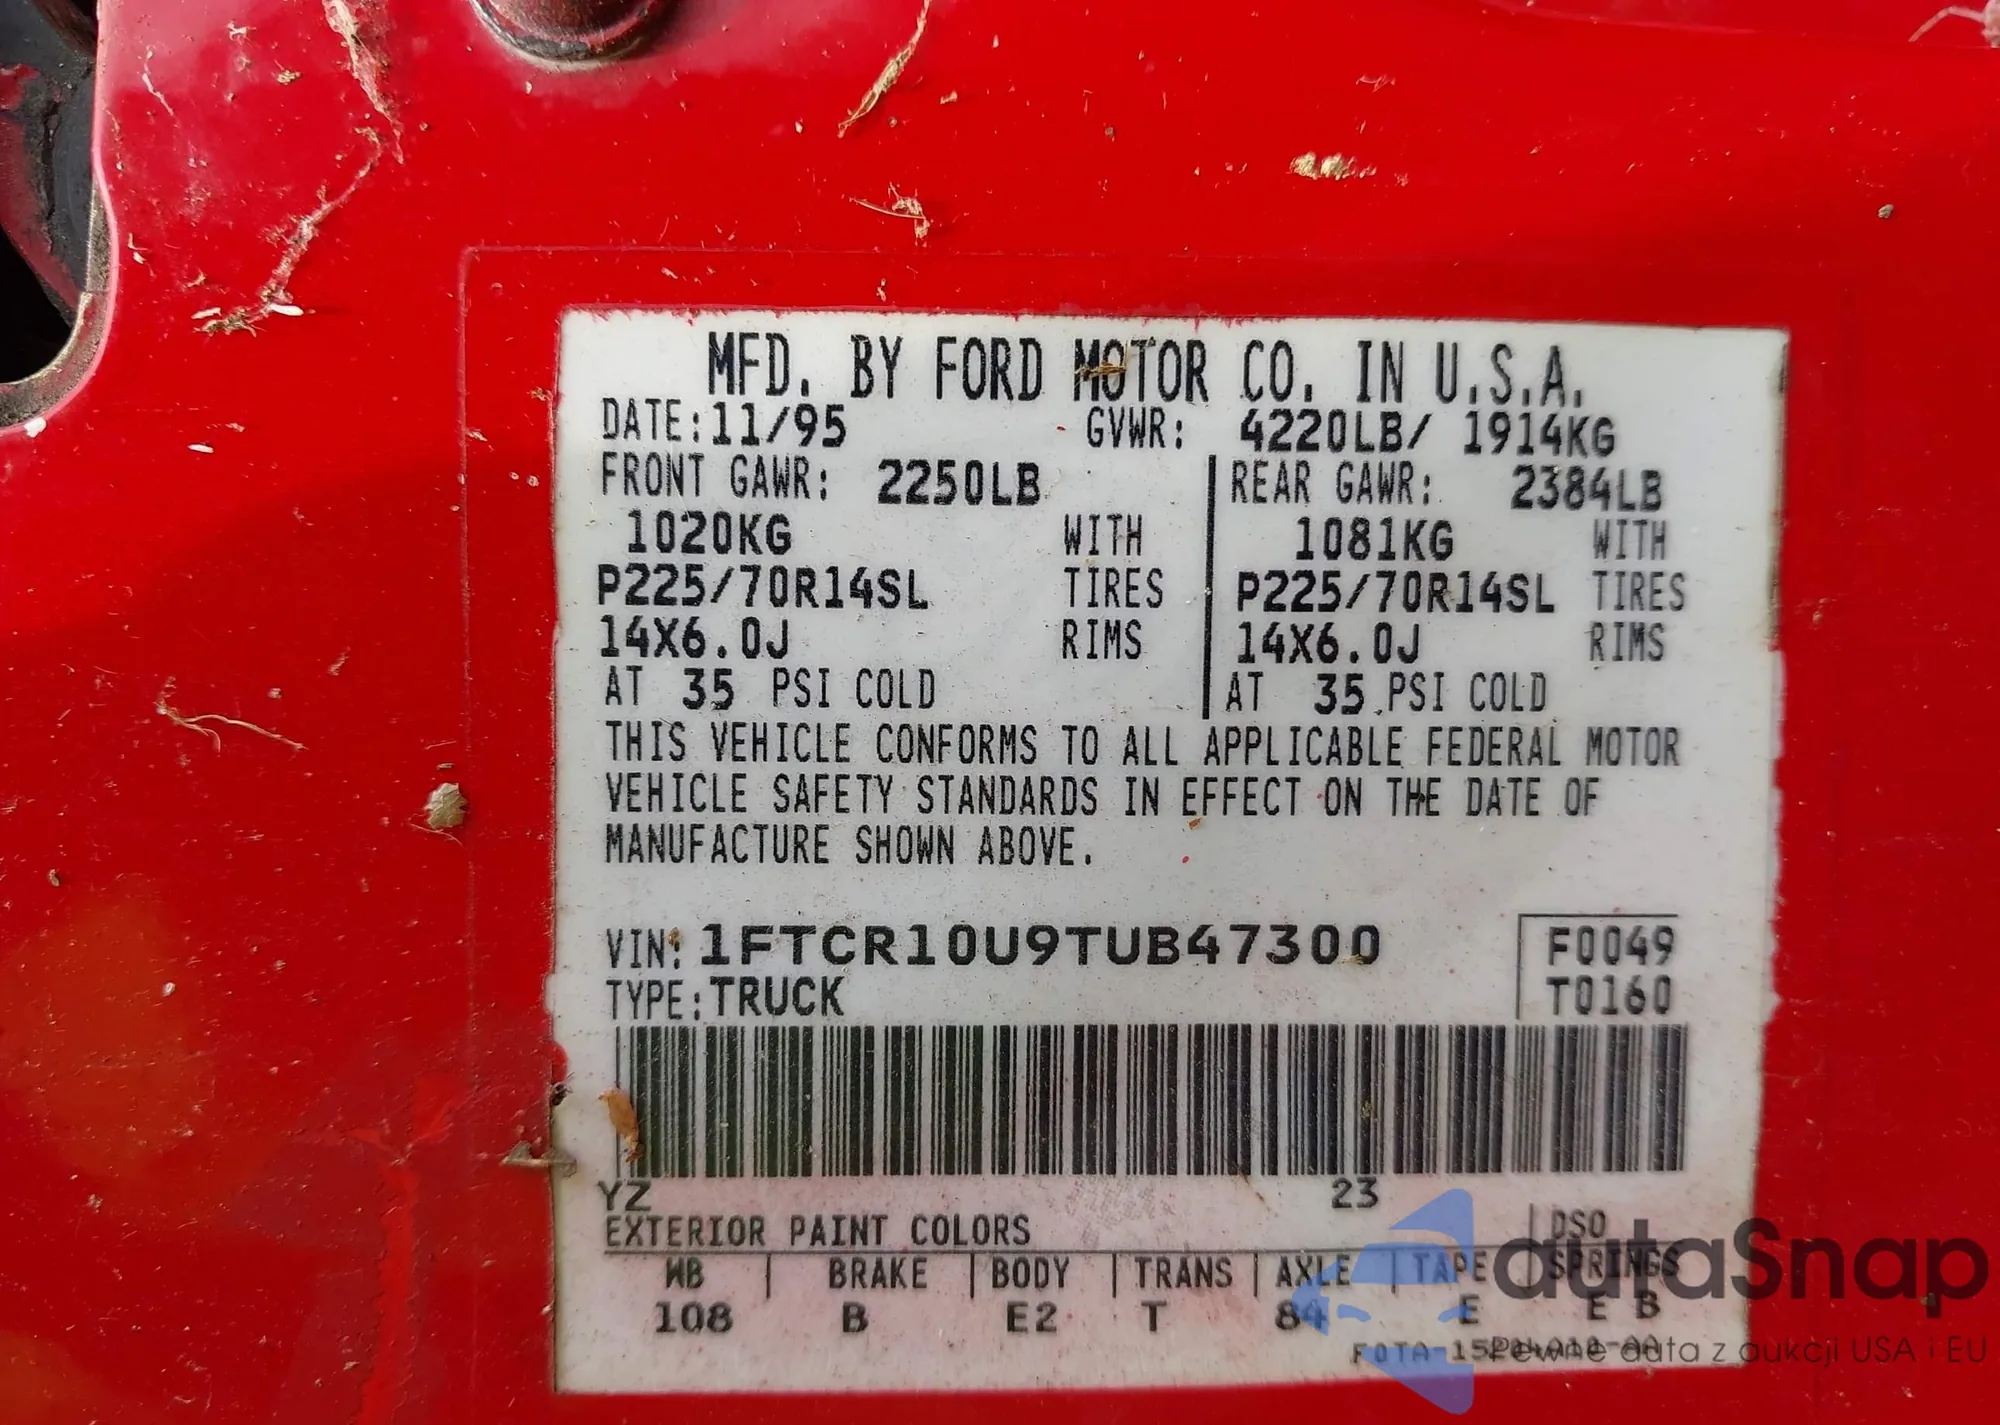 MFD. BY FORD MOTOR CO. IN U.S.A.
DATE: 11/95 GVWR: 4220LB/ 1914KG
FRONT GAWR: 2250LB REAR GAWR: 2384LB
1020KG WITH 1081KG WITH
P225/70R14SL TIRES P225/70R14SL TIRES
14X6.0J RIMS 14X6.0J RIMS
AT 35 PSI COLD AT 35 PSI COLD
THIS VEHICLE CONFORMS TO ALL APPLICABLE FEDERAL MOTOR
VEHICLE SAFETY STANDARDS IN EFFECT ON THE DATE OF
MANUFACTURE SHOWN ABOVE.
VIN: 1FTCR10U9TUB47300 F0049
TYPE: TRUCK T0160
YZ 23
EXTERIOR PAINT COLORS DSO
WB BRAKE BODY TRANS AXLE TAPE SPRINGS
108 B E2 T 84 E E B
autaSnap
Pewne auta z aukcji USA i EU